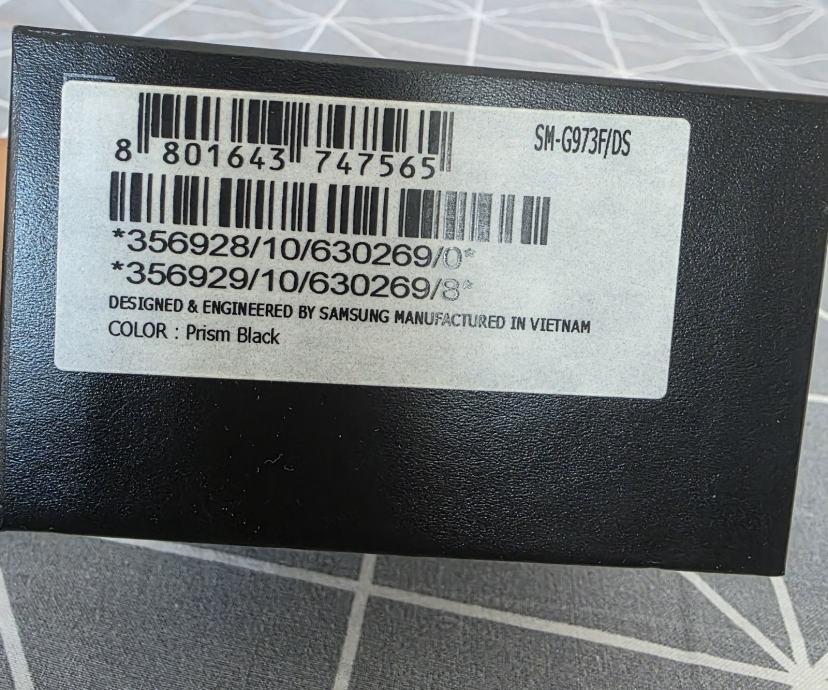 SM-G973F/DS
8 801643 747565
*356928/10/630269/0*
*356929/10/630269/8*
DESIGNED & ENGINEERED BY SAMSUNG MANUFACTURED IN VIETNAM
COLOR : Prism Black